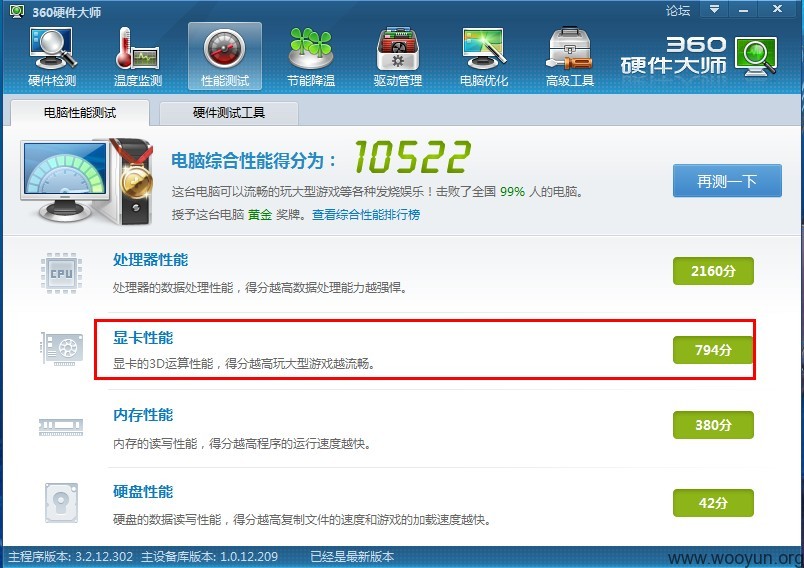 360硬件大师
论坛
硬件检测
温度监测
性能测试
节能降温
驱动管理
电脑优化
高级工具
360
硬件大师
电脑性能测试
硬件测试工具
电脑综合性能得分为：
10522
这台电脑可以流畅的玩大型游戏等各种发烧娱乐！击败了全国 99% 人的电脑。
授予这台电脑 黄金 奖牌。查看综合性能排行榜
再测一下
CPU
处理器性能
处理器的数据处理性能，得分越高数据处理能力越强悍。
2160分
显卡性能
显卡的3D运算性能，得分越高玩大型游戏越流畅。
794分
内存性能
内存的读写性能，得分越高程序的运行速度越快。
380分
硬盘性能
硬盘的数据读写性能，得分越高复制文件的速度和游戏的加载速度越快。
42分
主程序版本: 3.2.12.302 主设备库版本: 1.0.12.209 已经是最新版本
www.wooyun.org